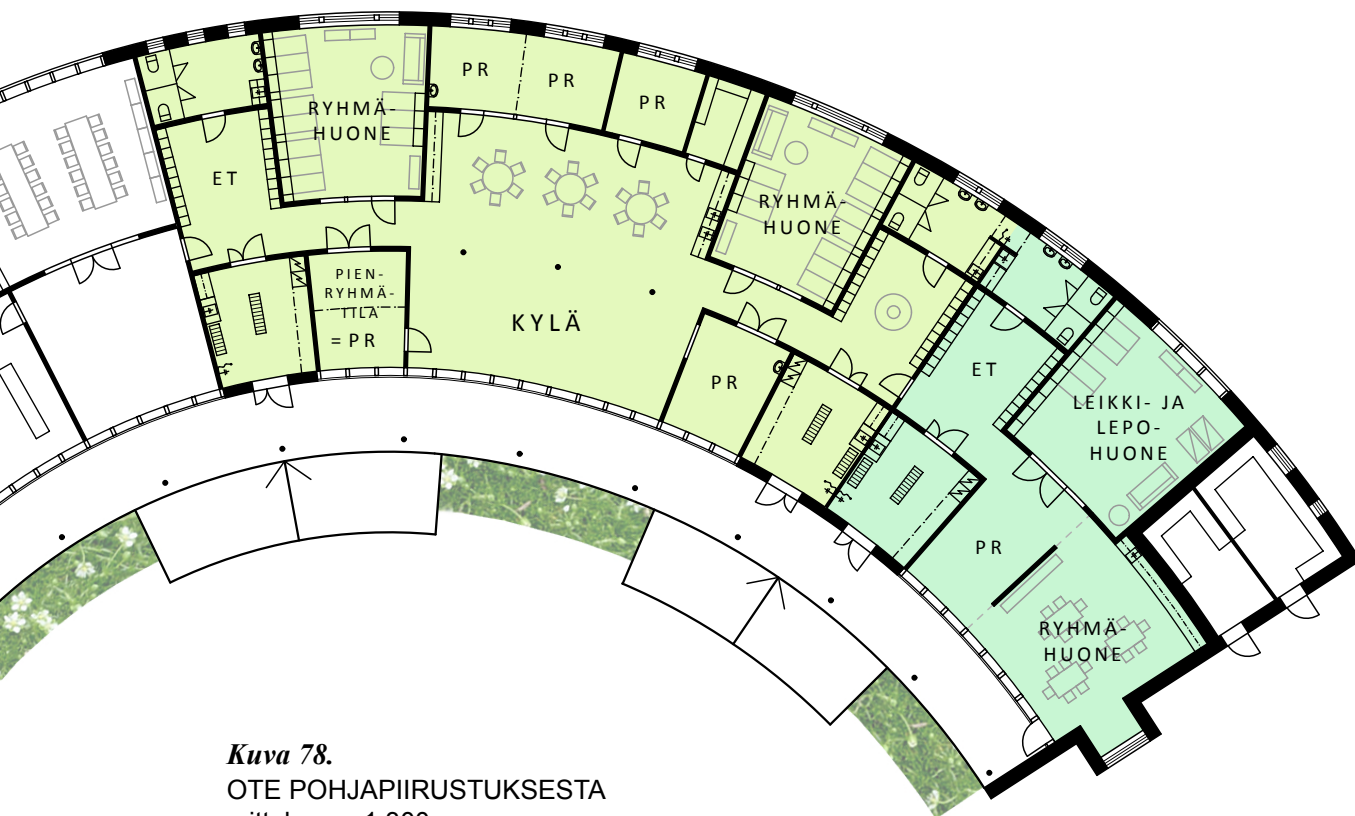 PR
PR
PR
RYHMÄ-
HUONE
ET
RYHMÄ-
HUONE
PIEN-
RYHMÄ-
TILA
= PR
KYLÄ
PR
ET
LEIKKI- JA
LEPO-
HUONE
PR
RYHMÄ-
HUONE
Kuva 78.
OTE POHJAPIIRUSTUKSESTA